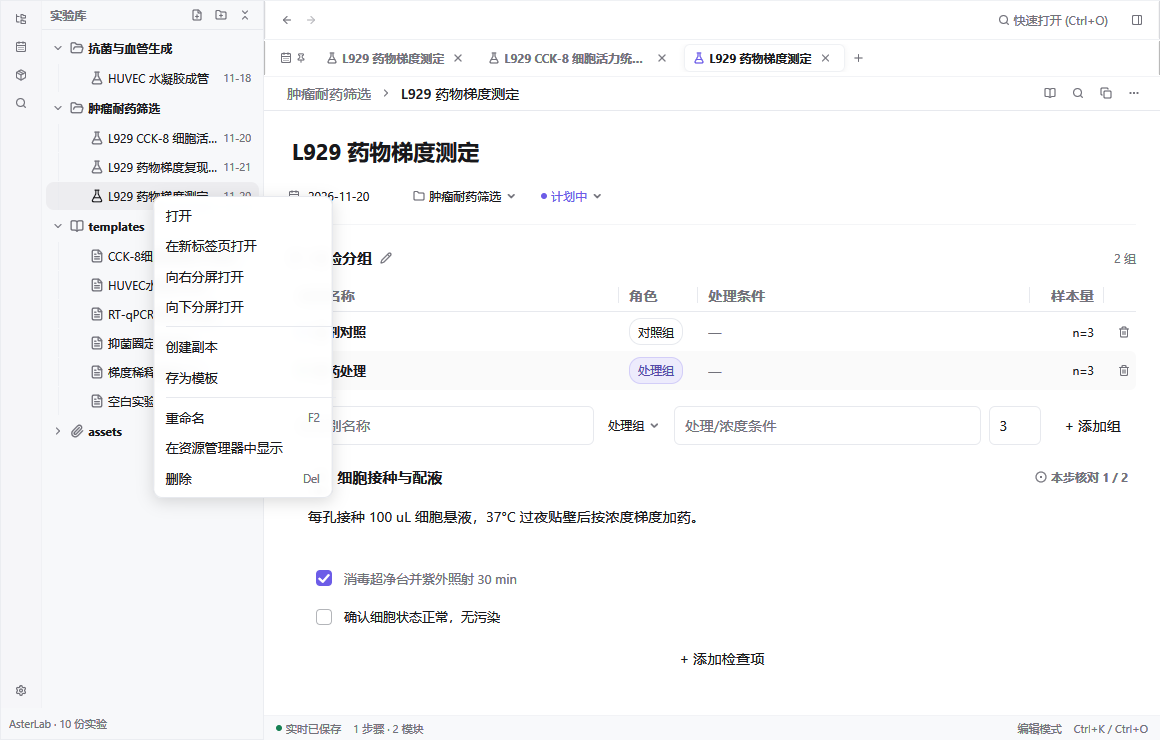 实验库
抗菌与血管生成
HUVEC 水凝胶成管 11-18
肿瘤耐药筛选
L929 CCK-8 细胞活... 11-20
L929 药物梯度复现... 11-21
L929 药物梯度测定 11-20
templates
CCK-8细
HUVEC水
RT-qPCR
抑菌圈定
梯度稀释
空白实验
assets
AsterLab · 10 份实验
打开
在新标签页打开
向右分屏打开
向下分屏打开
创建副本
存为模板
重命名 F2
在资源管理器中显示
删除 Del
快速打开 (Ctrl+O)
L929 药物梯度测定
L929 CCK-8 细胞活力统...
L929 药物梯度测定
肿瘤耐药筛选 > L929 药物梯度测定
L929 药物梯度测定
2026-11-20 肿瘤耐药筛选 计划中
验分组 2 组
名称 角色 处理条件 样本量
对照 对照组 — n=3
药处理 处理组 — n=3
别名称 处理组 处理/浓度条件 3 + 添加组
细胞接种与配液 本步核对 1 / 2
每孔接种 100 uL 细胞悬液，37°C 过夜贴壁后按浓度梯度加药。
消毒超净台并紫外照射 30 min
确认细胞状态正常，无污染
+ 添加检查项
实时已保存 1 步骤 · 2 模块
编辑模式 Ctrl+K / Ctrl+O